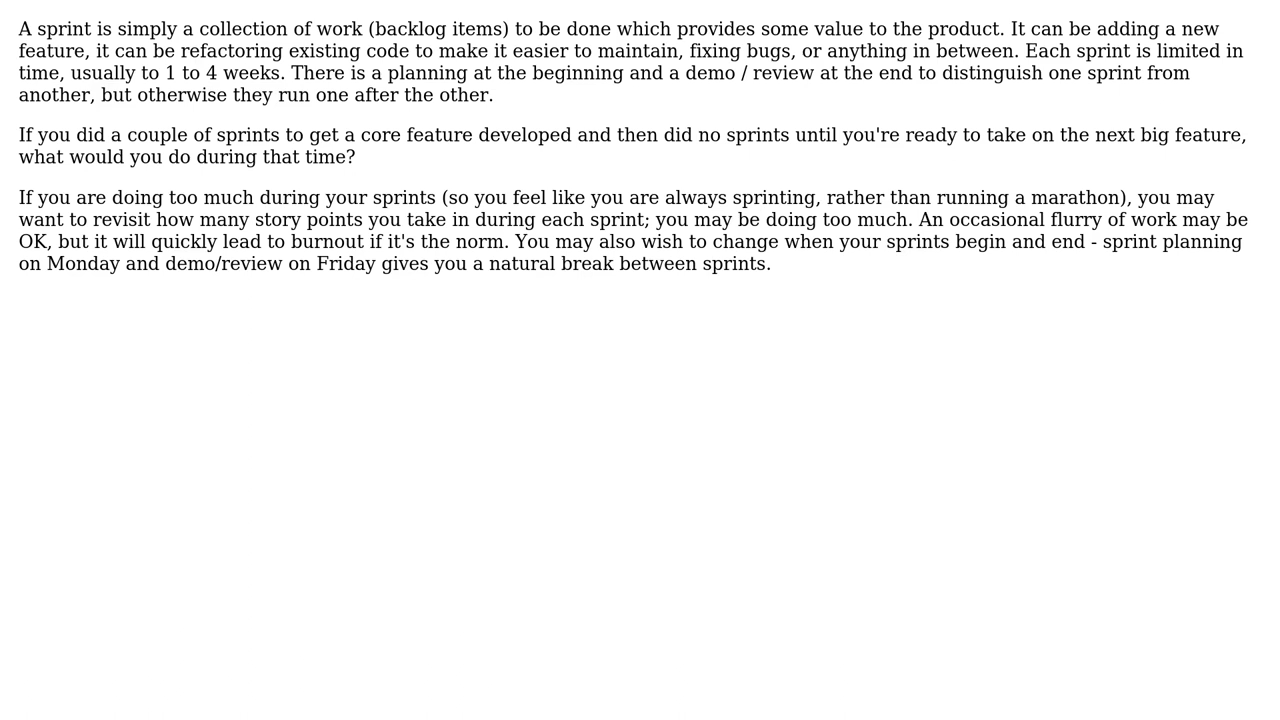 A sprint is simply a collection of work (backlog items) to be done which provides some value to the product. It can be adding a new
feature, it can be refactoring existing code to make it easier to maintain, fixing bugs, or anything in between. Each sprint is limited in
time, usually to 1 to 4 weeks. There is a planning at the beginning and a demo / review at the end to distinguish one sprint from
another, but otherwise they run one after the other.
If you did a couple of sprints to get a core feature developed and then did no sprints until you're ready to take on the next big feature,
what would you do during that time?
If you are doing too much during your sprints (so you feel like you are always sprinting, rather than running a marathon), you may
want to revisit how many story points you take in during each sprint; you may be doing too much. An occasional flurry of work may be
OK, but it will quickly lead to burnout if it's the norm. You may also wish to change when your sprints begin and end - sprint planning
on Monday and demo/review on Friday gives you a natural break between sprints.